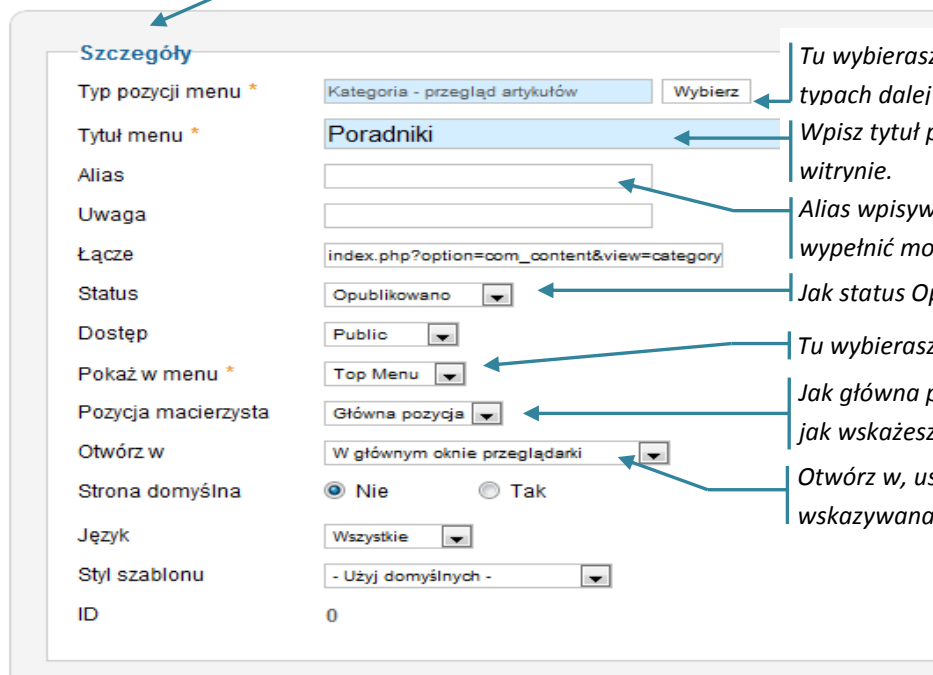 Szczegóły
Typ pozycji menu * Kategoria - przegląd artykułów Wybierz
Tytuł menu * Poradniki
Alias
Uwaga
Łącze index.php?option=com_content&view=category
Status Opublikowano
Dostęp Public
Pokaż w menu * Top Menu
Pozycja macierzysta Główna pozycja
Otwórz w W głównym oknie przeglądarki
Strona domyślna Nie Tak
Język Wszystkie
Styl szablonu - Użyj domyślnych -
ID 0
Tu wybierasz
typach dalej
Wpisz tytuł
witrynie.
Alias
wypełnić
Jak status
Tu wybierasz
Jak główna
jak wskażesz
Otwórz w,
wskazywana